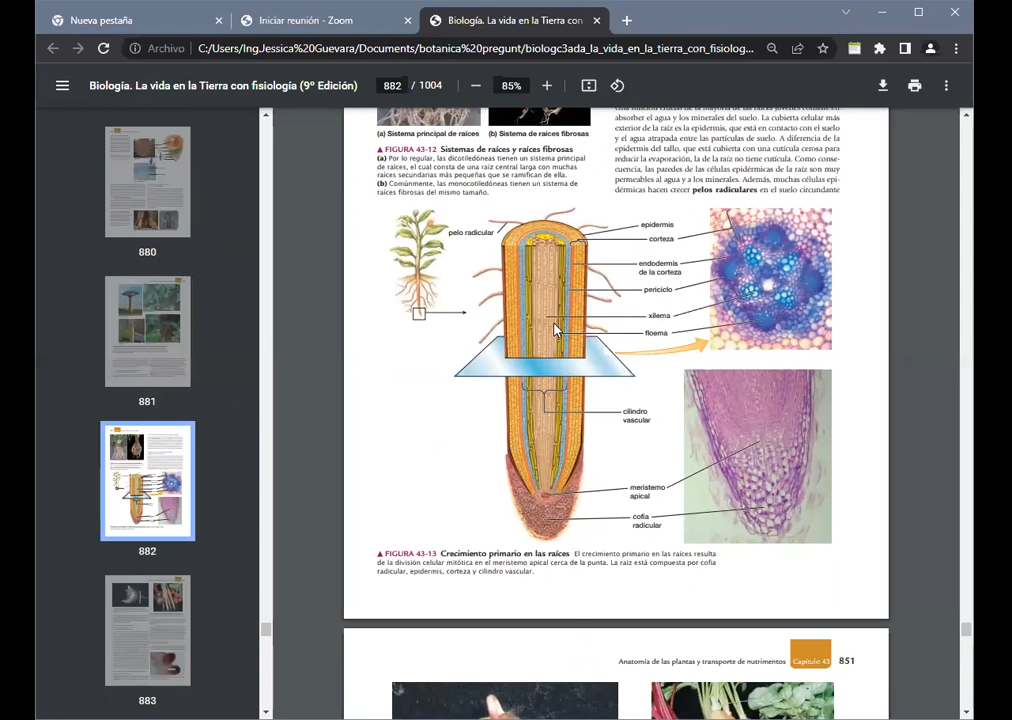 Nueva pestaña
Iniciar reunión - Zoom
Biología. La vida en la Tierra con
Archivo
C:/Users/Ing.Jessica%20Guevara/Documents/botanica%20pregunt/biologc3ada_la_vida_en_la_tierra_con_fisiolog...
Biología. La vida en la Tierra con fisiología (9º Edición)
882 / 1004
85%
880
881
882
883
absorber el agua y los minerales del suelo. La cubierta celular más
exterior de la raíz es la epidermis, que está en contacto con el suelo
y el agua atrapada entre las partículas de suelo. A diferencia de la
epidermis del tallo, que está cubierta con una cutícula cerosa para
reducir la evaporación, la de la raíz no tiene cutícula. Como conse-
cuencia, las paredes de las células epidérmicas de la raíz son muy
permeables al agua y a los minerales. Además, muchas células epi-
dérmicas hacen crecer pelos radiculares en el suelo circundante
(a) Sistema principal de raíces
(b) Sistema de raíces fibrosas
▲ FIGURA 43-12 Sistemas de raíces y raíces fibrosas
(a) Por lo regular, las dicotiledóneas tienen un sistema principal
de raíces, el cual consta de una raíz central larga con muchas
raíces secundarias más pequeñas que se ramifican de ella.
(b) Comúnmente, las monocotiledóneas tienen un sistema de
raíces fibrosas del mismo tamaño.
pelo radicular
epidermis
corteza
endodermis
de la corteza
periciclo
xilema
floema
cilindro
vascular
meristemo
apical
cofia
radicular
▲ FIGURA 43-13 Crecimiento primario en las raíces El crecimiento primario en las raíces resulta
de la división celular mitótica en el meristemo apical cerca de la punta. La raíz está compuesta por cofia
radicular, epidermis, corteza y cilindro vascular.
Anatomía de las plantas y transporte de nutrimentos Capítulo 43 851